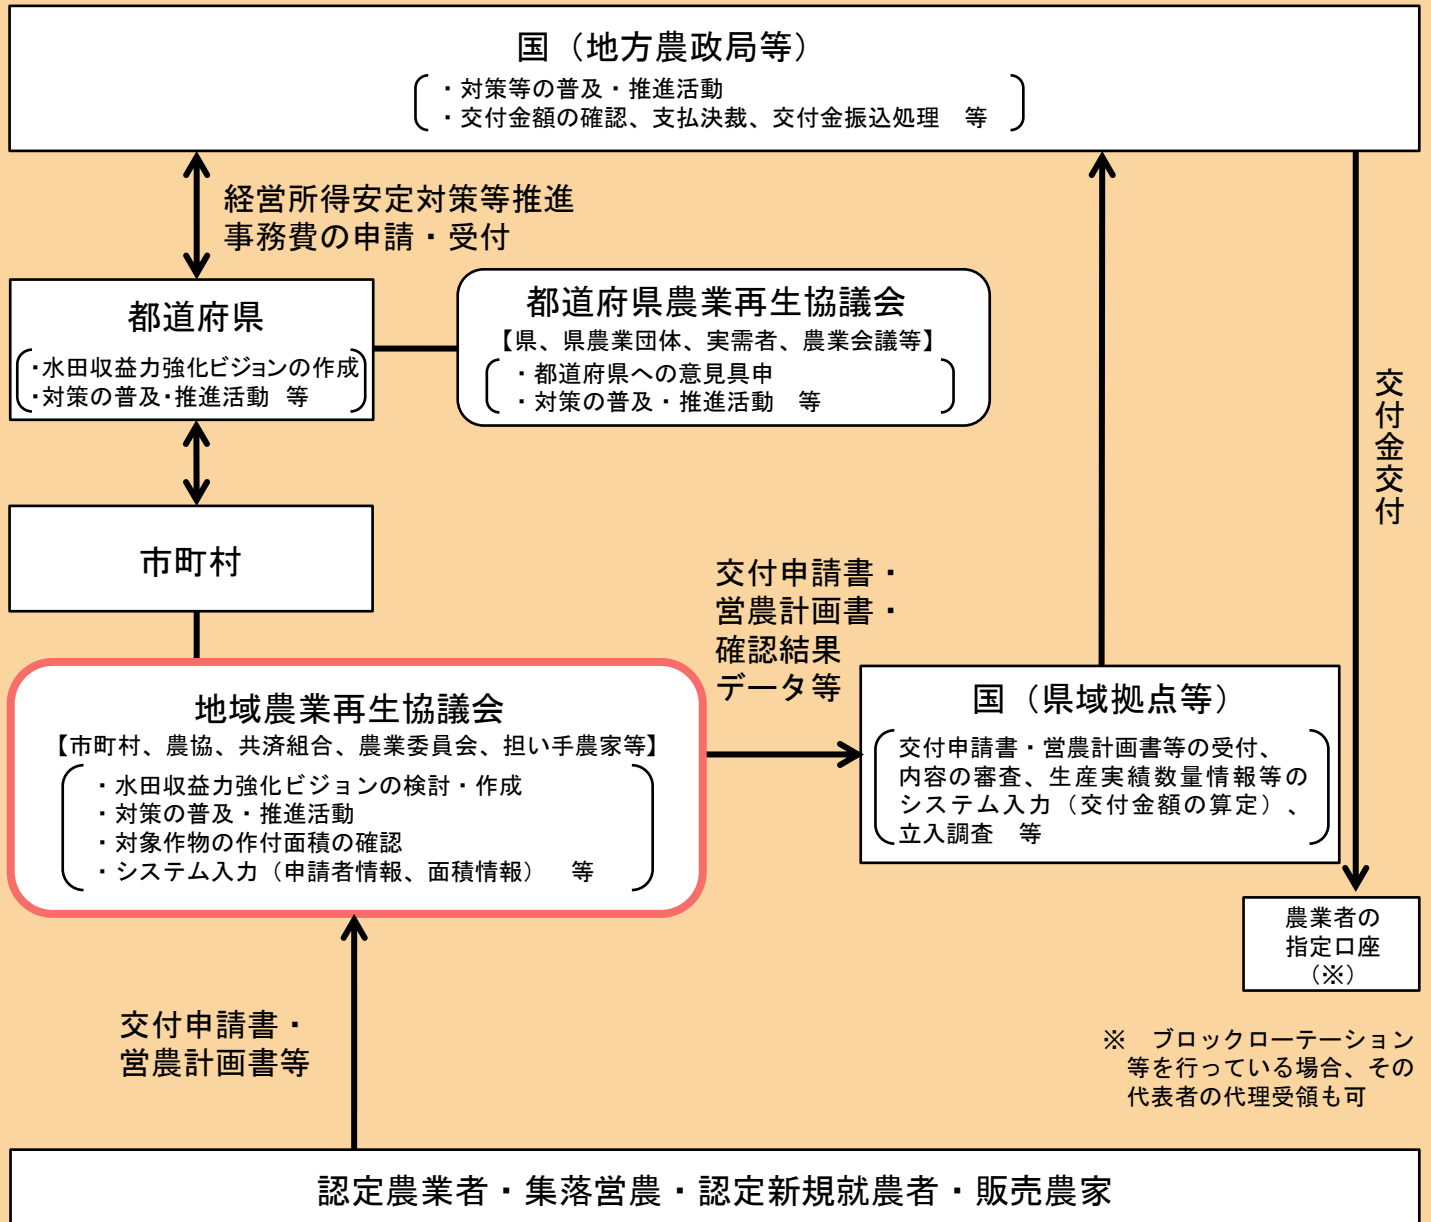 国（地方農政局等）
・対策等の普及・推進活動
・交付金額の確認、支払決裁、交付金振込処理　等
経営所得安定対策等推進
事務費の申請・受付
都道府県
・水田収益力強化ビジョンの作成
・対策の普及・推進活動　等
都道府県農業再生協議会
【県、県農業団体、実需者、農業会議等】
・都道府県への意見具申
・対策の普及・推進活動　等
交付金交付
市町村
交付申請書・
営農計画書・
確認結果
データ等
地域農業再生協議会
【市町村、農協、共済組合、農業委員会、担い手農家等】
・水田収益力強化ビジョンの検討・作成
・対策の普及・推進活動
・対象作物の作付面積の確認
・システム入力（申請者情報、面積情報）　等
国（県域拠点等）
交付申請書・営農計画書等の受付、
内容の審査、生産実績数量情報等の
システム入力（交付金額の算定）、
立入調査　等
農業者の
指定口座
（※）
交付申請書・
営農計画書等
※　ブロックローテーション
等を行っている場合、その
代表者の代理受領も可
認定農業者・集落営農・認定新規就農者・販売農家